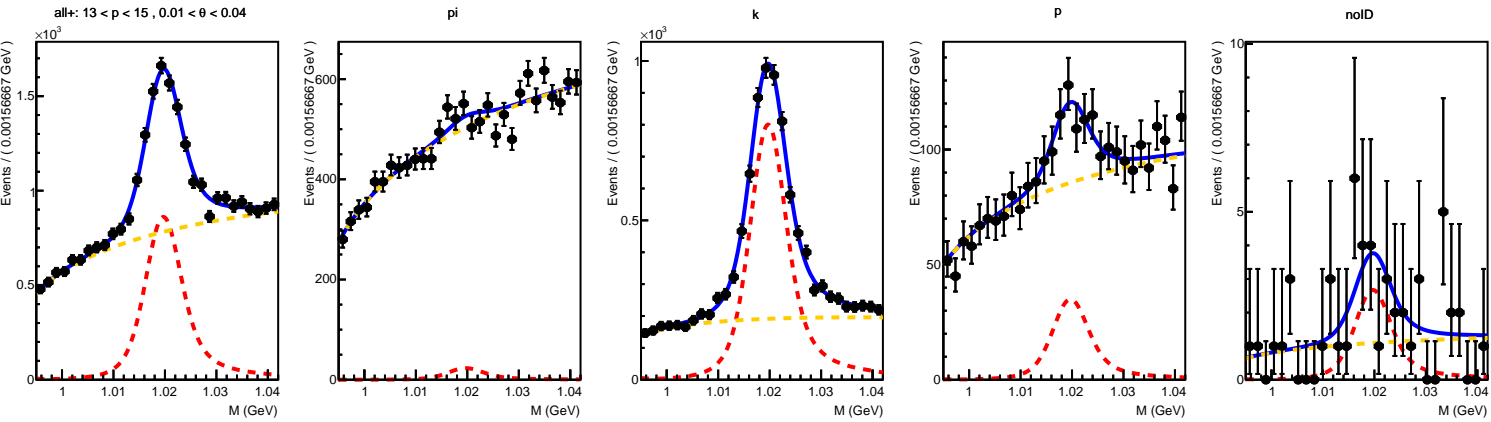 all+: 13 < p < 15 , 0.01 < θ < 0.04
×10³
Events / ( 0.00156667 GeV )
1.5
1
0.5
0
1 1.01 1.02 1.03 1.04
M (GeV)
pi
Events / ( 0.00156667 GeV )
600
400
200
0
1 1.01 1.02 1.03 1.04
M (GeV)
k
×10³
Events / ( 0.00156667 GeV )
1
0.5
0
1 1.01 1.02 1.03 1.04
M (GeV)
p
Events / ( 0.00156667 GeV )
100
50
0
1 1.01 1.02 1.03 1.04
M (GeV)
noID
Events / ( 0.00156667 GeV )
10
5
0
1 1.01 1.02 1.03 1.04
M (GeV)